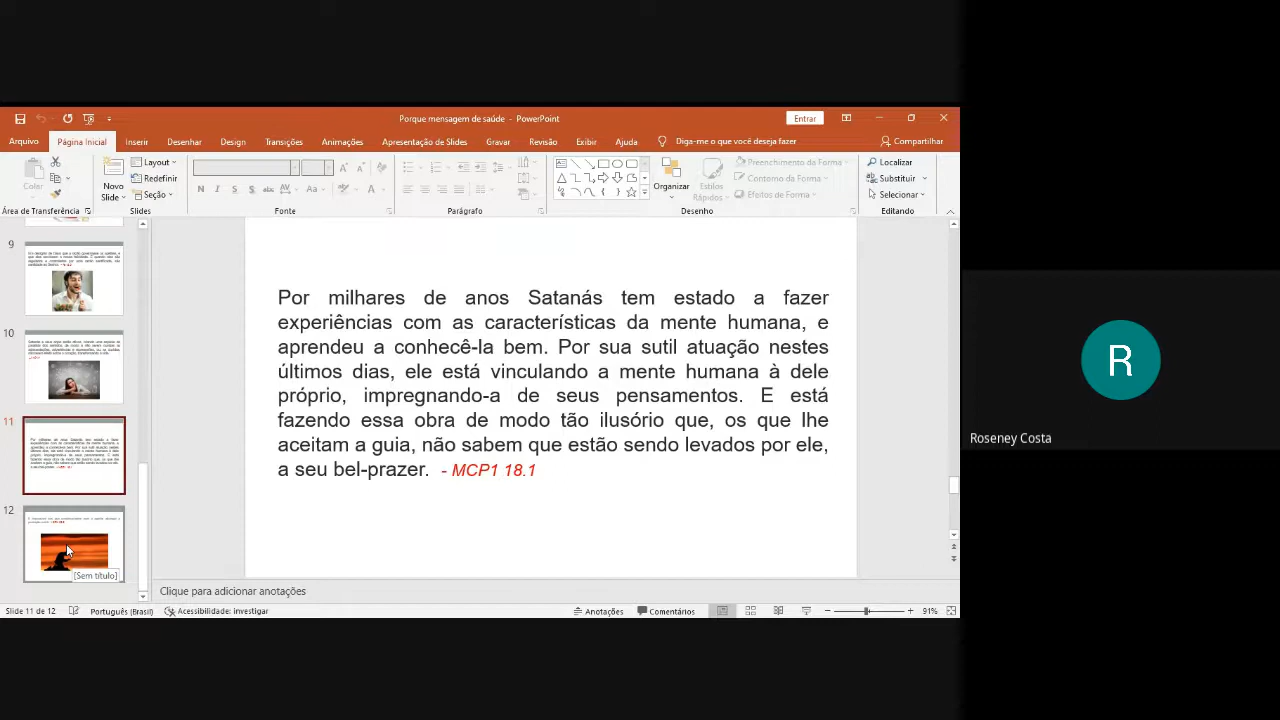 Porque mensagem de saúde - PowerPoint
Entrar
Arquivo Página Inicial Inserir Desenhar Design Transições Animações Apresentação de Slides Gravar Revisão Exibir Ajuda Diga-me o que você deseja fazer Compartilhar
Colar
Novo Slide
Layout
Redefinir
Seção
N I S S abc AV Aa A
Organizar
Estilos Rápidos
Preenchimento da Forma
Contorno da Forma
Efeitos de Forma
Localizar
Substituir
Selecionar
Área de Transferência Slides Fonte Parágrafo Desenho Editando
9
10
11
12
[Sem título]
Por milhares de anos Satanás tem estado a fazer
experiências com as características da mente humana, e
aprendeu a conhecê-la bem. Por sua sutil atuação nestes
últimos dias, ele está vinculando a mente humana à dele
próprio, impregnando-a de seus pensamentos. E está
fazendo essa obra de modo tão ilusório que, os que lhe
aceitam a guia, não sabem que estão sendo levados por ele,
a seu bel-prazer. - MCP1 18.1
Clique para adicionar anotações
Slide 11 de 12 Português (Brasil) Acessibilidade: investigar Anotações Comentários 91%
R
Roseney Costa